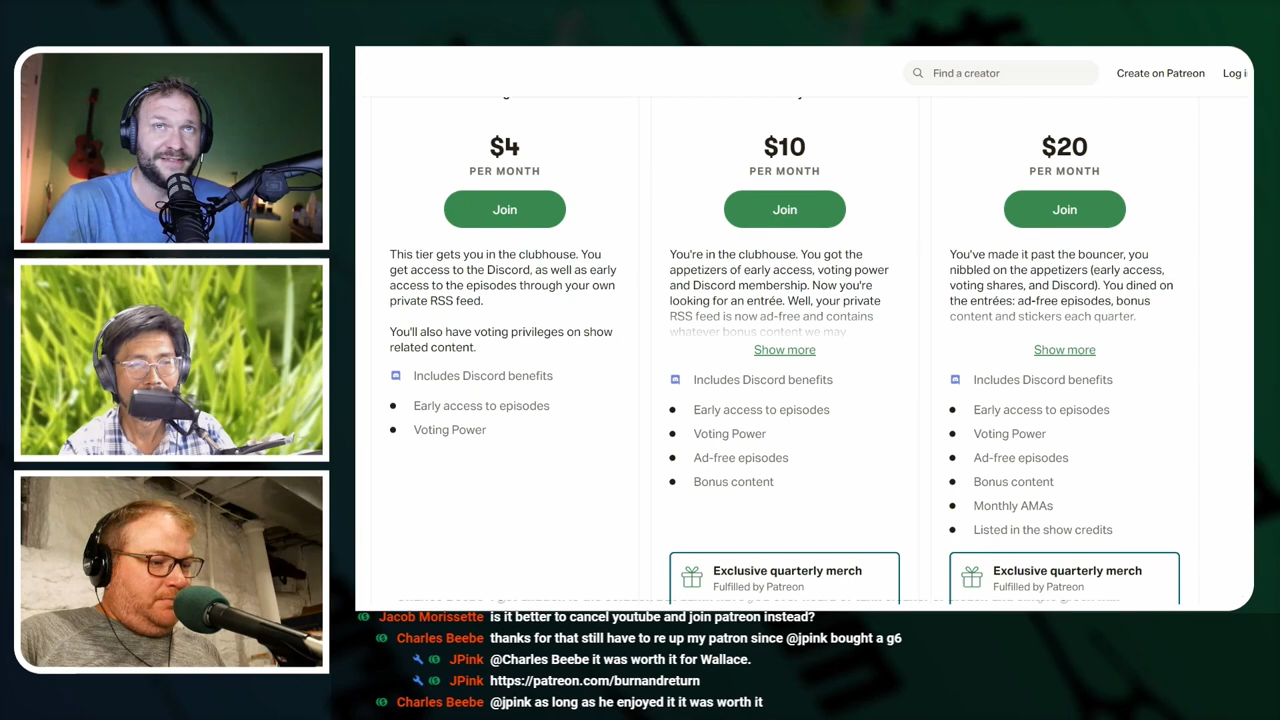 Find a creator
Create on Patreon
Log i
$4
PER MONTH
Join
This tier gets you in the clubhouse. You
get access to the Discord, as well as early
access to the episodes through your own
private RSS feed.
You'll also have voting privileges on show
related content.
Includes Discord benefits
Early access to episodes
Voting Power
$10
PER MONTH
Join
You're in the clubhouse. You got the
appetizers of early access, voting power
and Discord membership. Now you're
looking for an entrée. Well, your private
RSS feed is now ad-free and contains
whatever bonus content we may
Show more
Includes Discord benefits
Early access to episodes
Voting Power
Ad-free episodes
Bonus content
Exclusive quarterly merch
Fulfilled by Patreon
$20
PER MONTH
Join
You've made it past the bouncer, you
nibbled on the appetizers (early access,
voting shares, and Discord). You dined on
the entrées: ad-free episodes, bonus
content and stickers each quarter.
Show more
Includes Discord benefits
Early access to episodes
Voting Power
Ad-free episodes
Bonus content
Monthly AMAs
Listed in the show credits
Exclusive quarterly merch
Fulfilled by Patreon
Jacob Morissette is it better to cancel youtube and join patreon instead?
Charles Beebe thanks for that still have to re up my patron since @jpink bought a g6
JPink @Charles Beebe it was worth it for Wallace.
JPink https://patreon.com/burnandreturn
Charles Beebe @jpink as long as he enjoyed it it was worth it